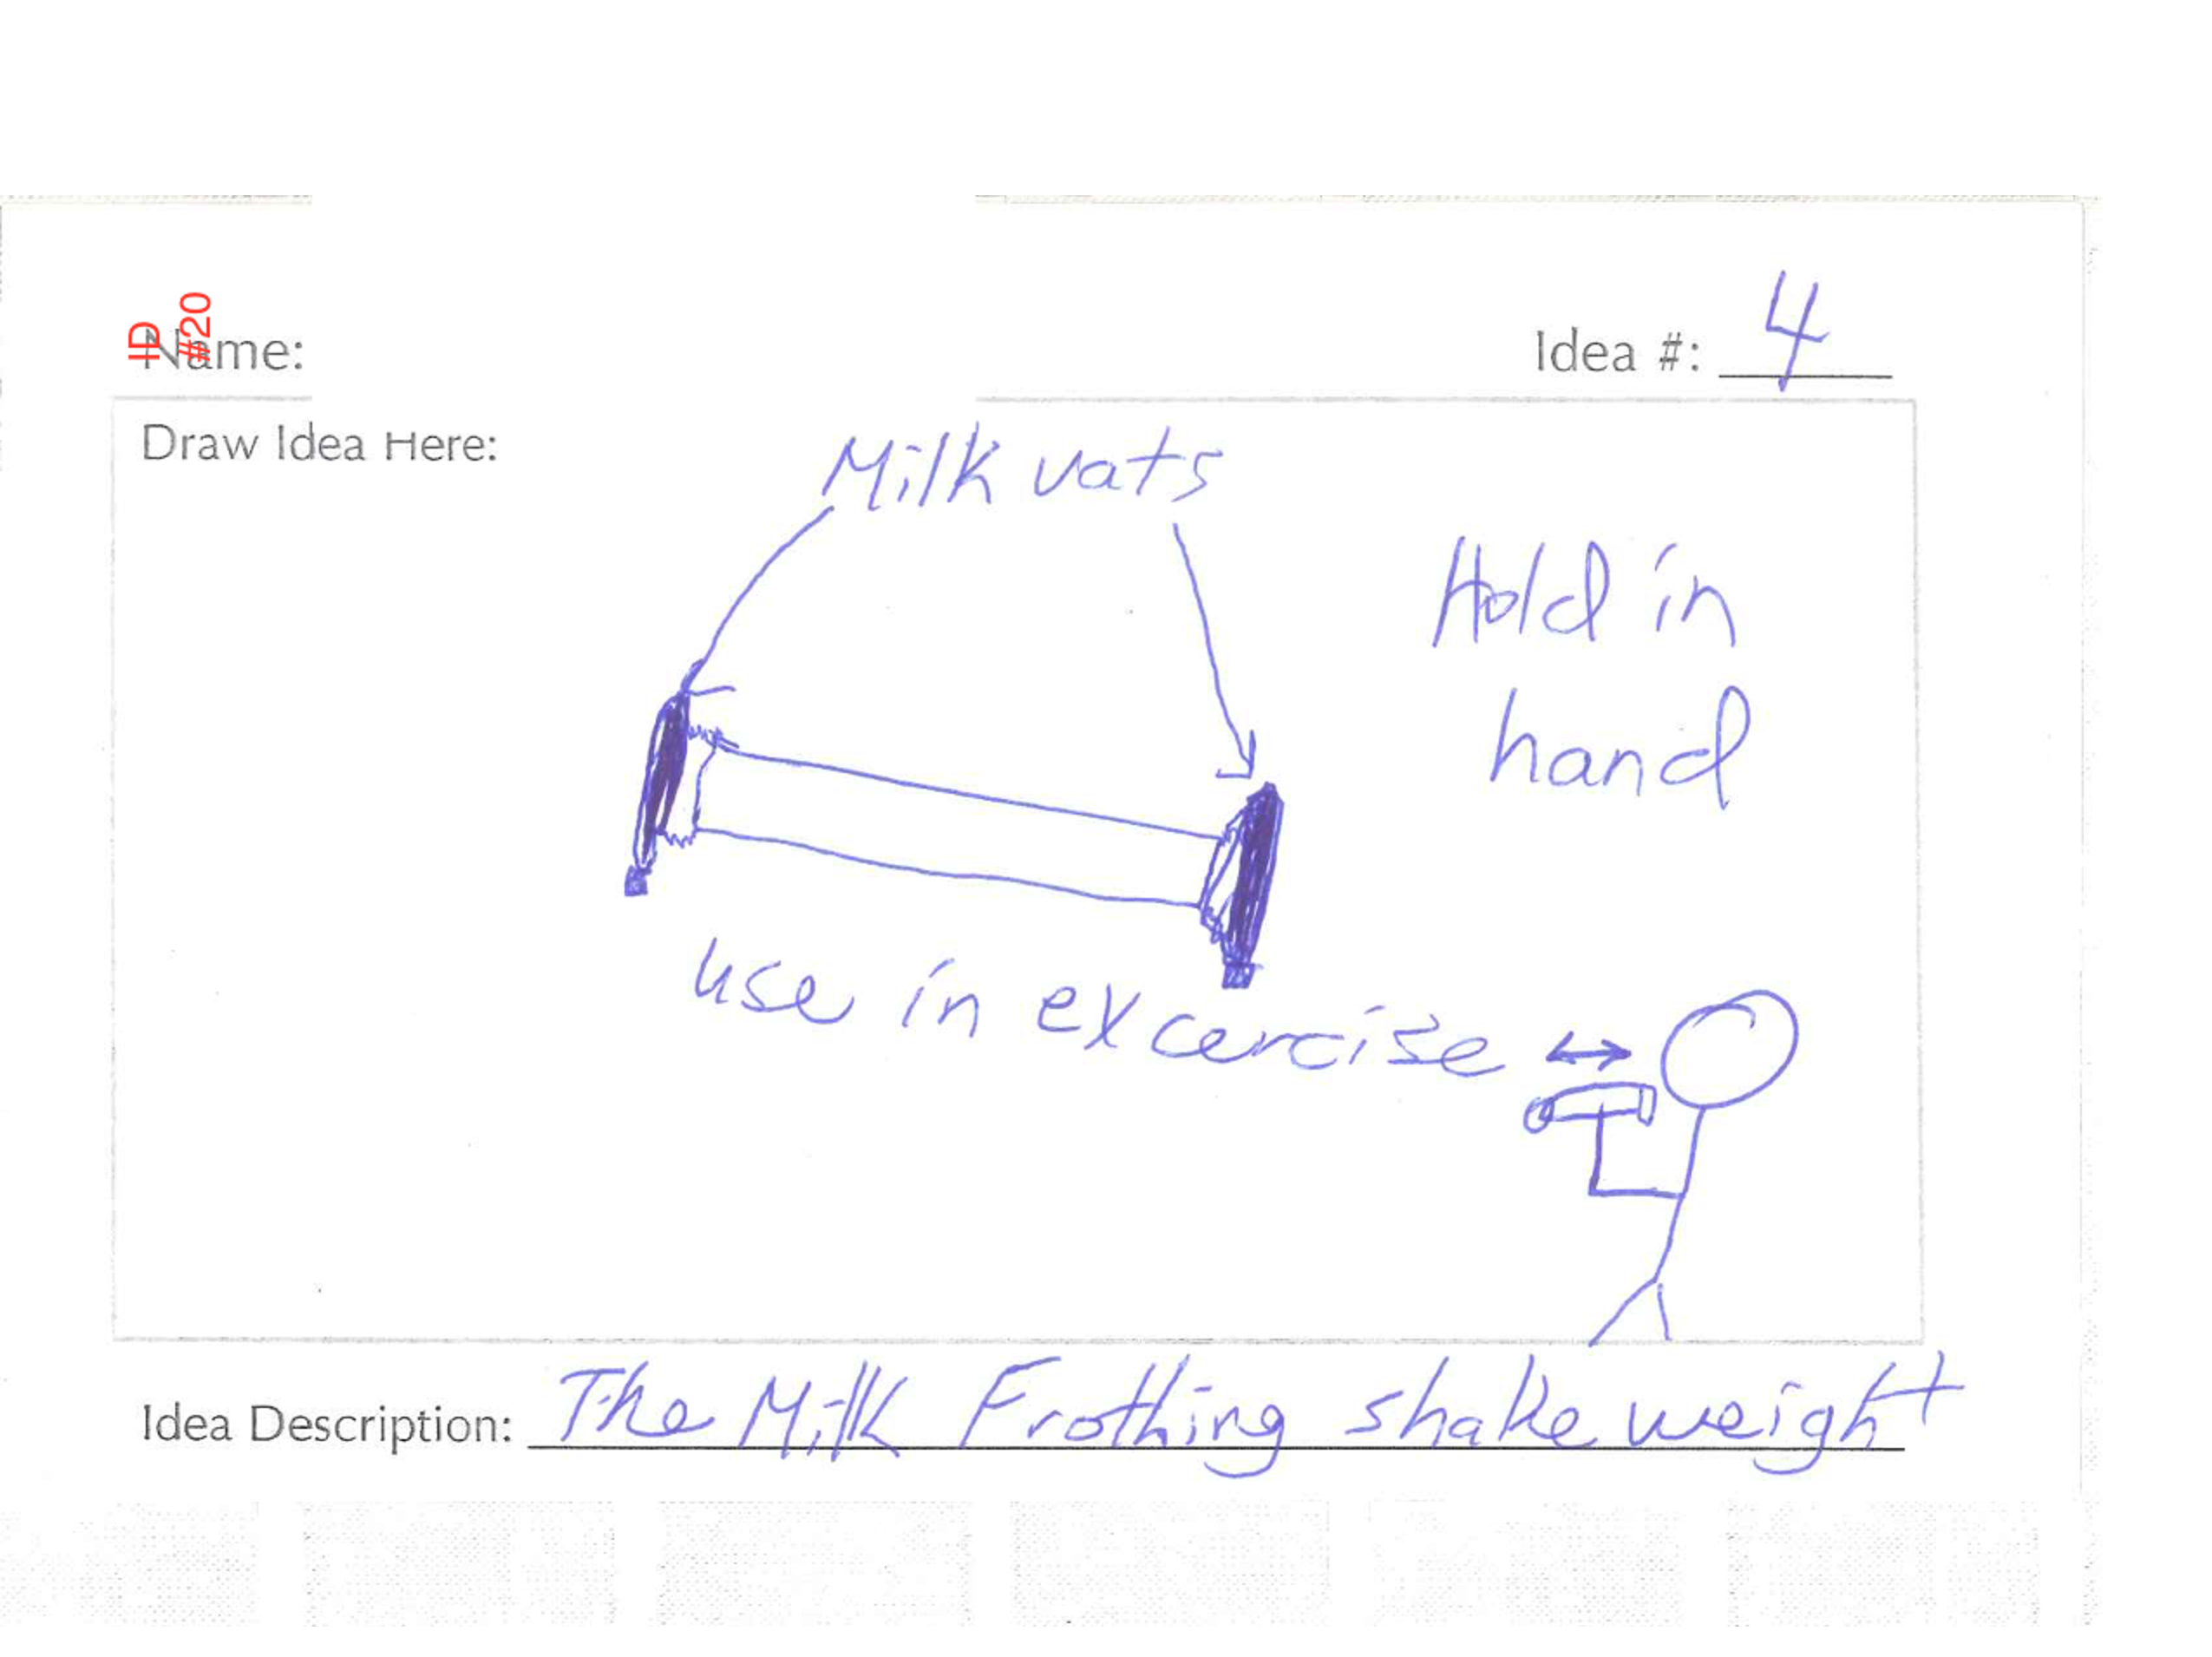 ID
#20
Name:
Idea #: 4
Draw Idea Here:
Milk vats
Hold in
hand
use in excercise
Idea Description: The Milk Frothing shake weight